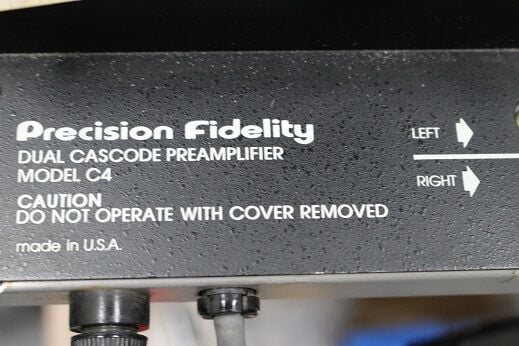 Precision Fidelity
DUAL CASCODE PREAMPLIFIER
MODEL C4
CAUTION
DO NOT OPERATE WITH COVER REMOVED
made in U.S.A.
LEFT
RIGHT